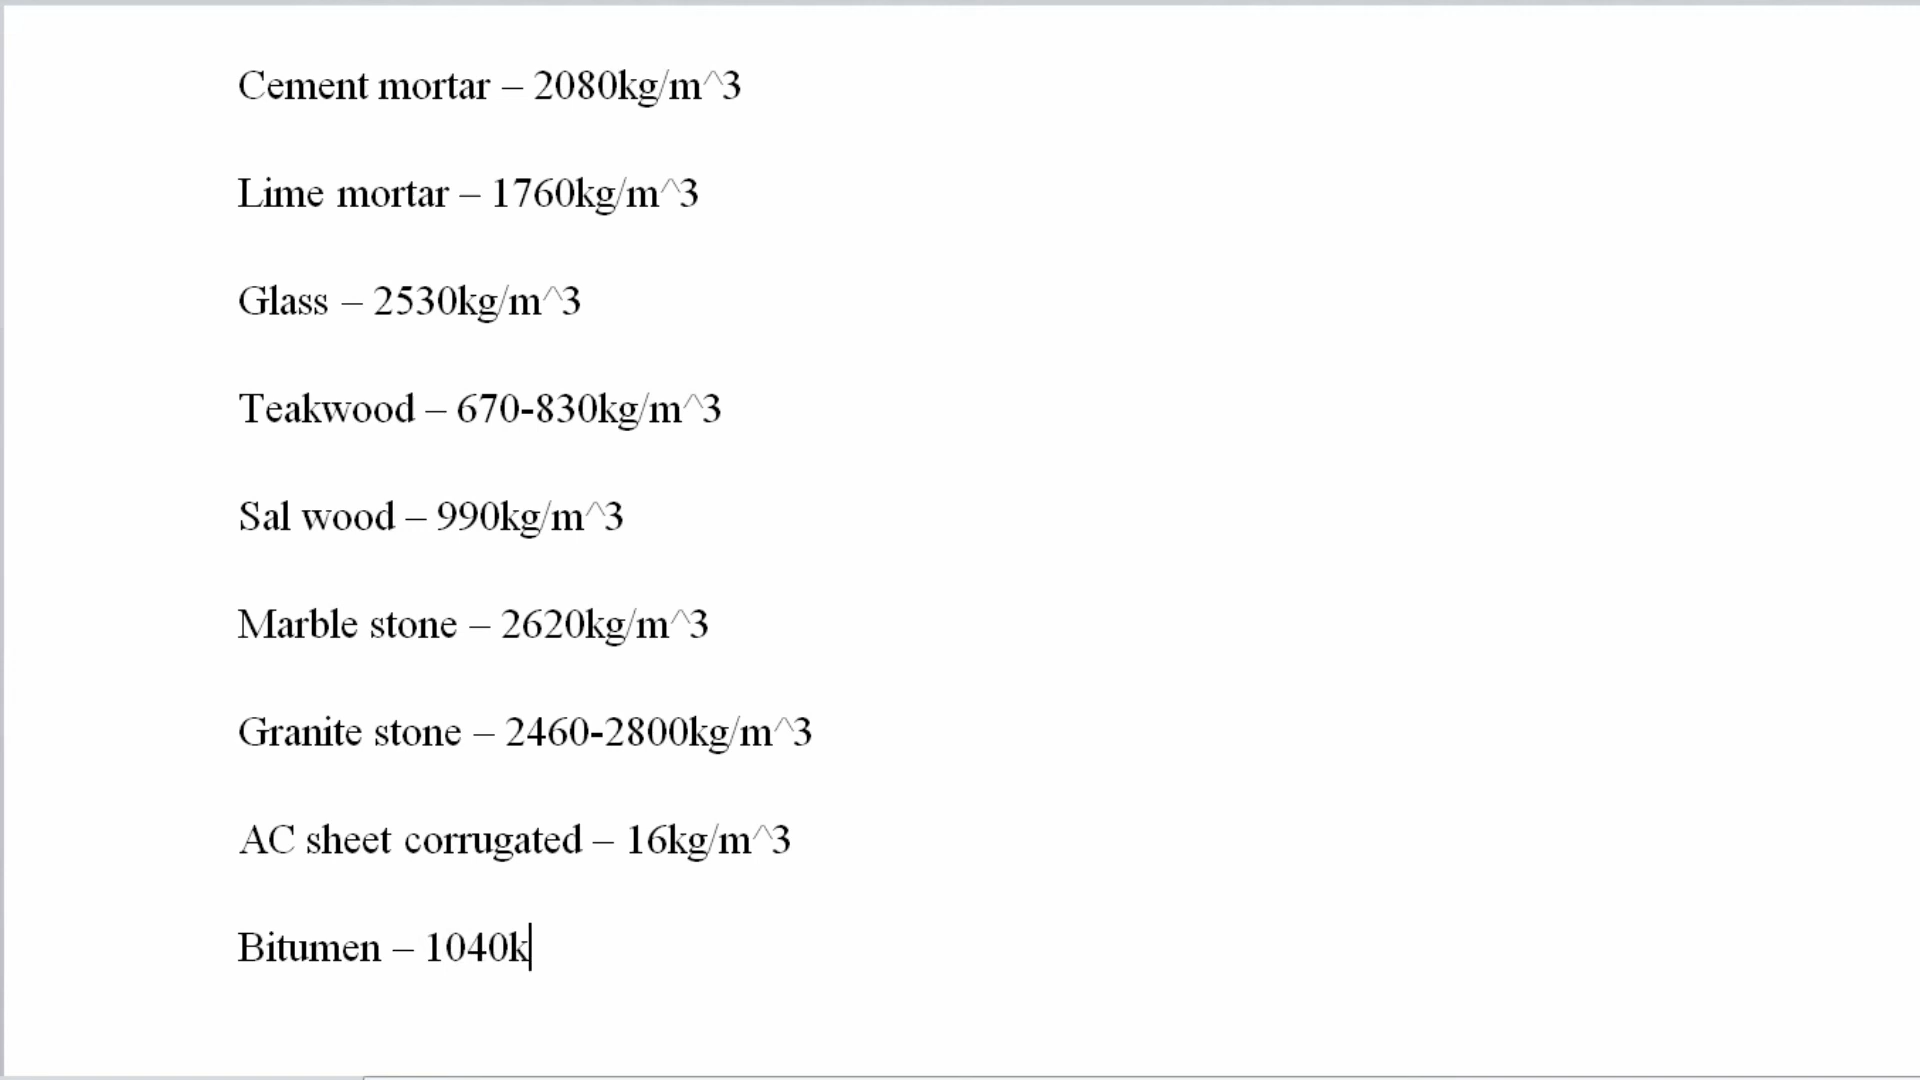 Cement mortar – 2080kg/m^3
Lime mortar – 1760kg/m^3
Glass – 2530kg/m^3
Teakwood – 670-830kg/m^3
Sal wood – 990kg/m^3
Marble stone – 2620kg/m^3
Granite stone – 2460-2800kg/m^3
AC sheet corrugated – 16kg/m^3
Bitumen – 1040k